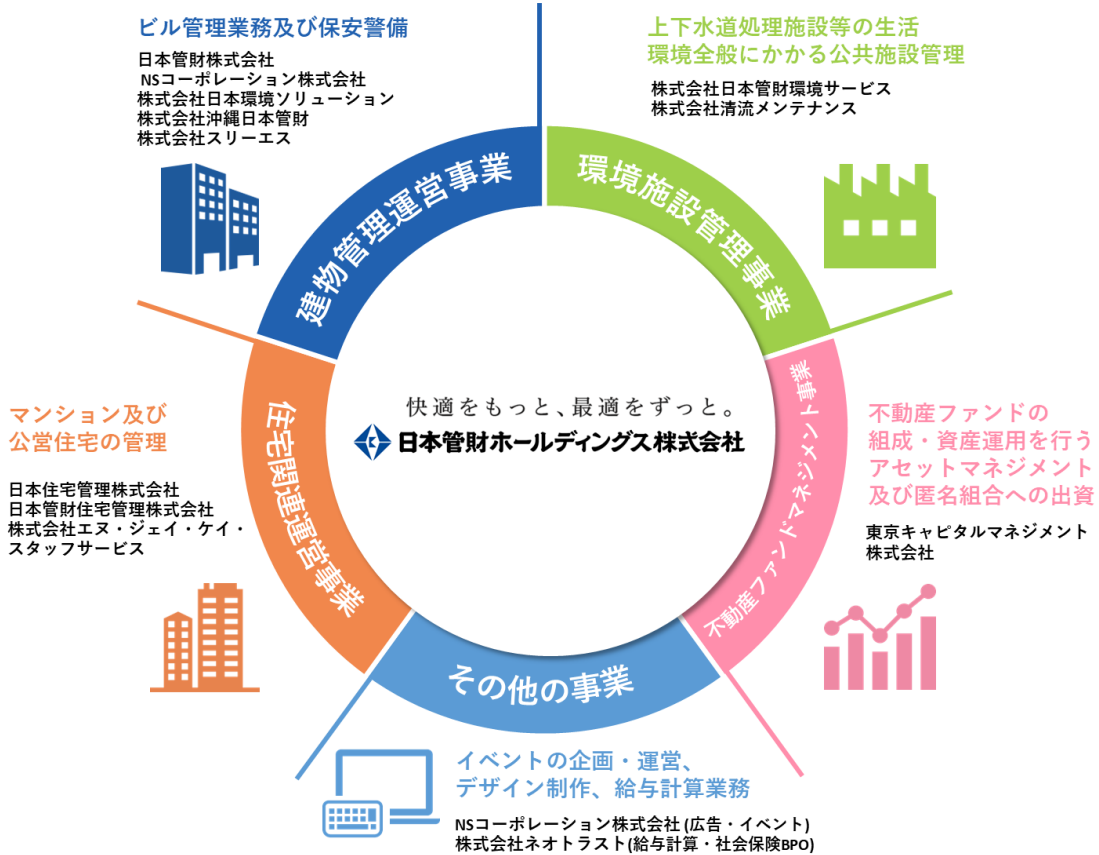 ビル管理業務及び保安警備
日本管財株式会社
NSコーポレーション株式会社
株式会社日本環境ソリューション
株式会社沖縄日本管財
株式会社スリーエス
上下水道処理施設等の生活
環境全般にかかる公共施設管理
株式会社日本管財環境サービス
株式会社清流メンテナンス
建物管理運営事業
環境施設管理事業
快適をもっと、最適をずっと。
日本管財ホールディングス株式会社
住宅関連運営事業
不動産ファンドマネジメント事業
その他の事業
マンション及び
公営住宅の管理
日本住宅管理株式会社
日本管財住宅管理株式会社
株式会社エヌ・ジェイ・ケイ・
スタッフサービス
不動産ファンドの
組成・資産運用を行う
アセットマネジメント
及び匿名組合への出資
東京キャピタルマネジメント
株式会社
イベントの企画・運営、
デザイン制作、給与計算業務
NSコーポレーション株式会社 (広告・イベント)
株式会社ネオトラスト(給与計算・社会保険BPO)